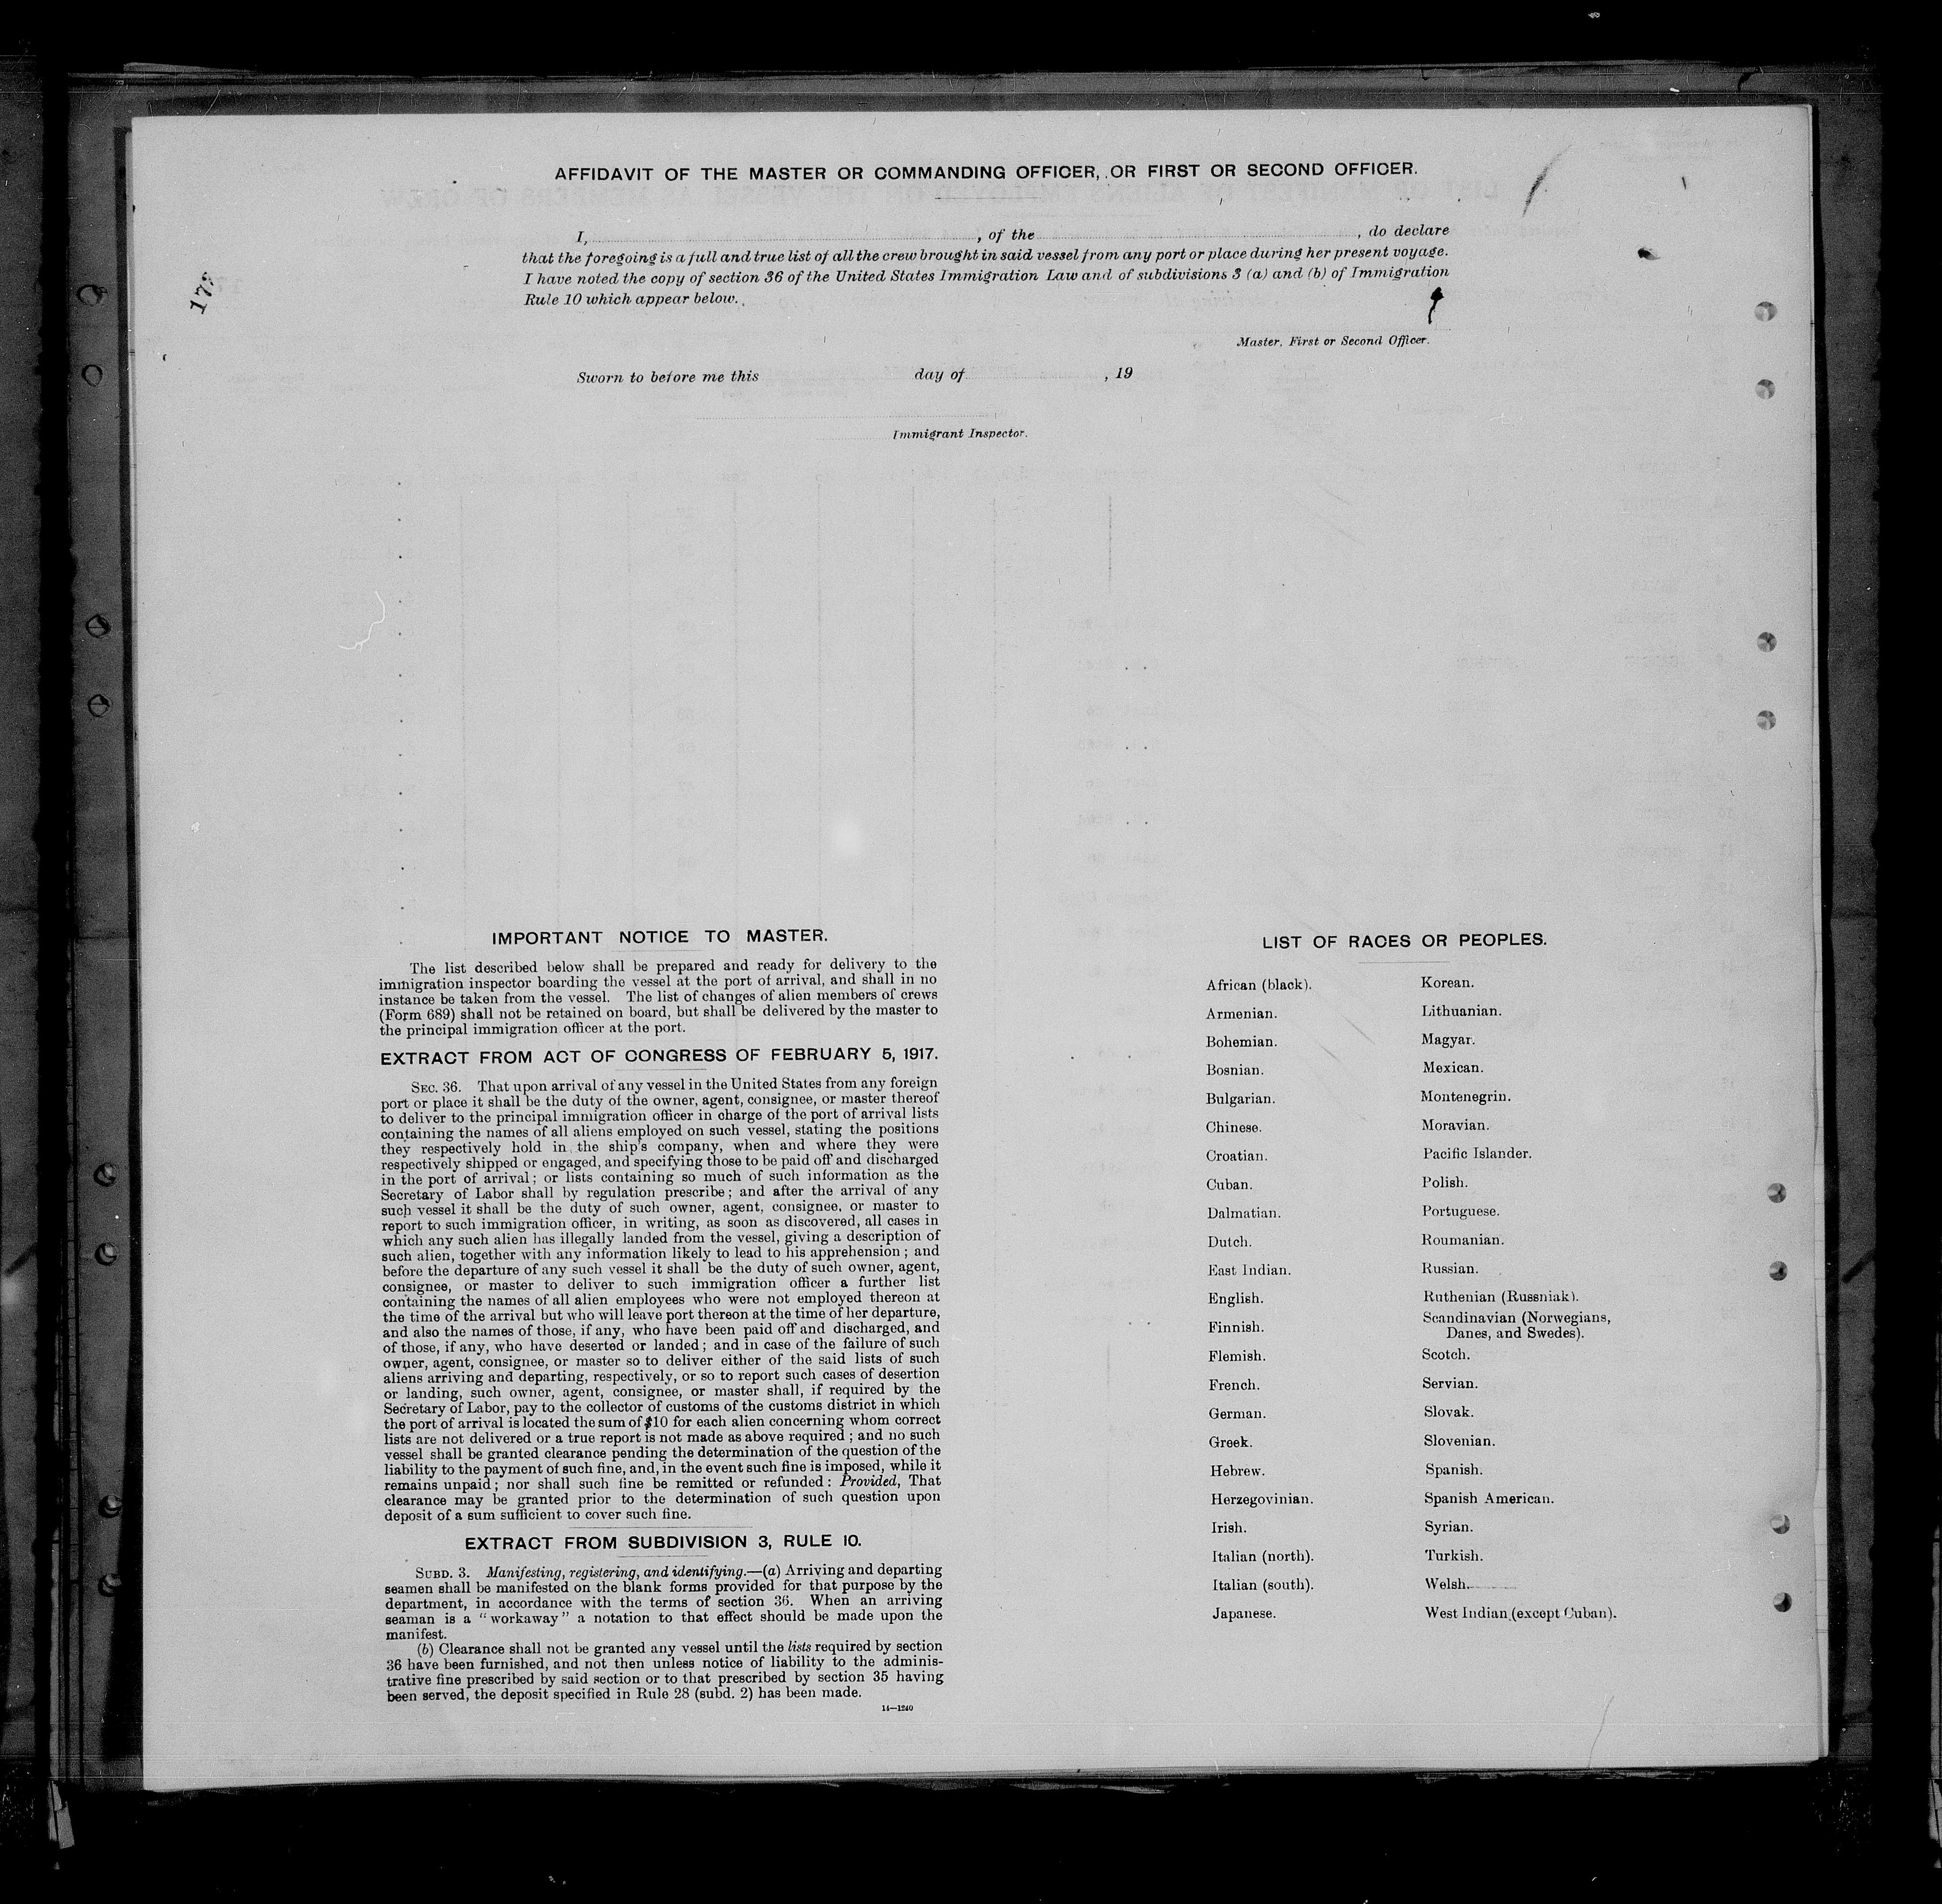 AFFIDAVIT OF THE MASTER OR COMMANDING OFFICER, OR FIRST OR SECOND OFFICER.
I, , of the , do declare
that the foregoing is a full and true list of all the crew brought in said vessel from any port or place during her present voyage.
I have noted the copy of section 36 of the United States Immigration Law and of subdivisions 3 (a) and (b) of Immigration
Rule 10 which appear below.
Master, First or Second Officer.
Sworn to before me this day of , 19
Immigrant Inspector.
IMPORTANT NOTICE TO MASTER.
The list described below shall be prepared and ready for delivery to the
immigration inspector boarding the vessel at the port of arrival, and shall in no
instance be taken from the vessel. The list of changes of alien members of crews
(Form 689) shall not be retained on board, but shall be delivered by the master to
the principal immigration officer at the port.
EXTRACT FROM ACT OF CONGRESS OF FEBRUARY 5, 1917.
SEC. 36. That upon arrival of any vessel in the United States from any foreign
port or place it shall be the duty of the owner, agent, consignee, or master thereof
to deliver to the principal immigration officer in charge of the port of arrival lists
containing the names of all aliens employed on such vessel, stating the positions
they respectively hold in the ship's company, when and where they were
respectively shipped or engaged, and specifying those to be paid off and discharged
in the port of arrival; or lists containing so much of such information as the
Secretary of Labor shall by regulation prescribe; and after the arrival of any
such vessel it shall be the duty of such owner, agent, consignee, or master to
report to such immigration officer, in writing, as soon as discovered, all cases in
which any such alien has illegally landed from the vessel, giving a description of
such alien, together with any information likely to lead to his apprehension; and
before the departure of any such vessel it shall be the duty of such owner, agent,
consignee, or master to deliver to such immigration officer a further list
containing the names of all alien employees who were not employed thereon at
the time of the arrival but who will leave port thereon at the time of her departure,
and also the names of those, if any, who have been paid off and discharged, and
of those, if any, who have deserted or landed; and in case of the failure of such
owner, agent, consignee, or master so to deliver either of the said lists of such
aliens arriving and departing, respectively, or so to report such cases of desertion
or landing, such owner, agent, consignee, or master shall, if required by the
Secretary of Labor, pay to the collector of customs of the customs district in which
the port of arrival is located the sum of $10 for each alien concerning whom correct
lists are not delivered or a true report is not made as above required; and no such
vessel shall be granted clearance pending the determination of the question of the
liability to the payment of such fine, and, in the event such fine is imposed, while it
remains unpaid; nor shall such fine be remitted or refunded: Provided, That
clearance may be granted prior to the determination of such question upon
deposit of a sum sufficient to cover such fine.
EXTRACT FROM SUBDIVISION 3, RULE 10.
SUBD. 3. Manifesting, registering, and identifying.—(a) Arriving and departing
seamen shall be manifested on the blank forms provided for that purpose by the
department, in accordance with the terms of section 36. When an arriving
seaman is a "workaway" a notation to that effect should be made upon the
manifest.
(b) Clearance shall not be granted any vessel until the lists required by section
36 have been furnished, and not then unless notice of liability to the adminis-
trative fine prescribed by said section or to that prescribed by section 35 having
been served, the deposit specified in Rule 28 (subd. 2) has been made.
14—1240
LIST OF RACES OR PEOPLES.
African (black).
Armenian.
Bohemian.
Bosnian.
Bulgarian.
Chinese.
Croatian.
Cuban.
Dalmatian.
Dutch.
East Indian.
English.
Finnish.
Flemish.
French.
German.
Greek.
Hebrew.
Herzegovinian.
Irish.
Italian (north).
Italian (south).
Japanese.
Korean.
Lithuanian.
Magyar.
Mexican.
Montenegrin.
Moravian.
Pacific Islander.
Polish.
Portuguese.
Roumanian.
Russian.
Ruthenian (Russniak).
Scandinavian (Norwegians,
Danes, and Swedes).
Scotch.
Servian.
Slovak.
Slovenian.
Spanish.
Spanish American.
Syrian.
Turkish.
Welsh.
West Indian (except Cuban).